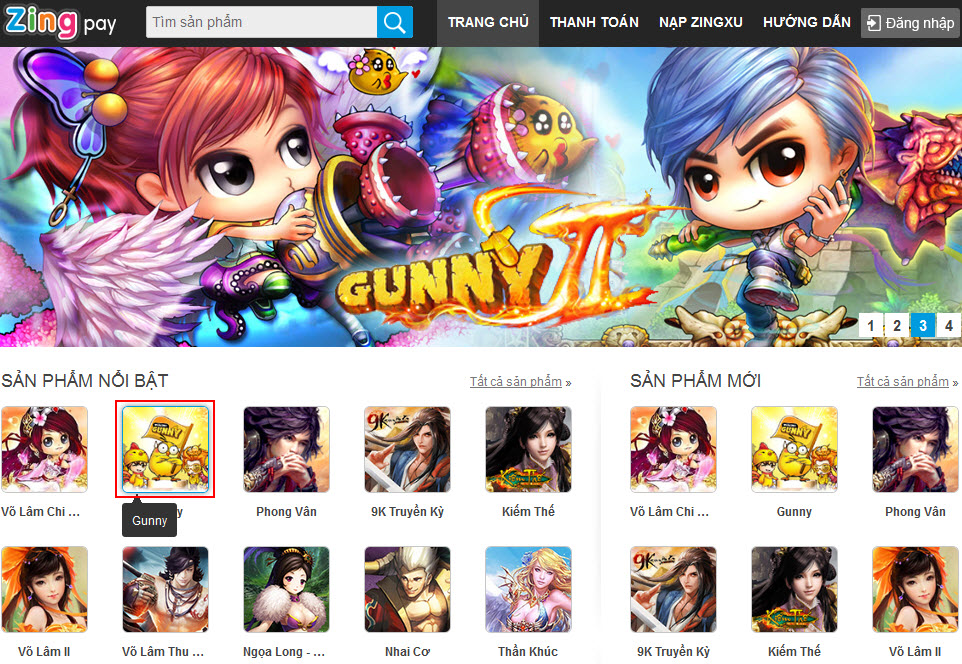 Zing pay
Tìm sản phẩm
TRANG CHỦ
THANH TOÁN
NẠP ZINGXU
HƯỚNG DẪN
Đăng nhập
GUNNY II
1 2 3 4
SẢN PHẨM NỔI BẬT
Tất cả sản phẩm »
GUNNY
9K
Võ Lâm Chi ...
y
Phong Vân
9K Truyền Kỳ
Kiếm Thế
Gunny
Võ Lâm II
Võ Lâm Thu ...
Ngọa Long - ...
Nhai Cơ
Thần Khúc
SẢN PHẨM MỚI
Tất cả sản phẩm »
GUNNY
Võ Lâm Chi ...
Gunny
Phong Vân
9K
9K Truyền Kỳ
Kiếm Thế
Võ Lâm II